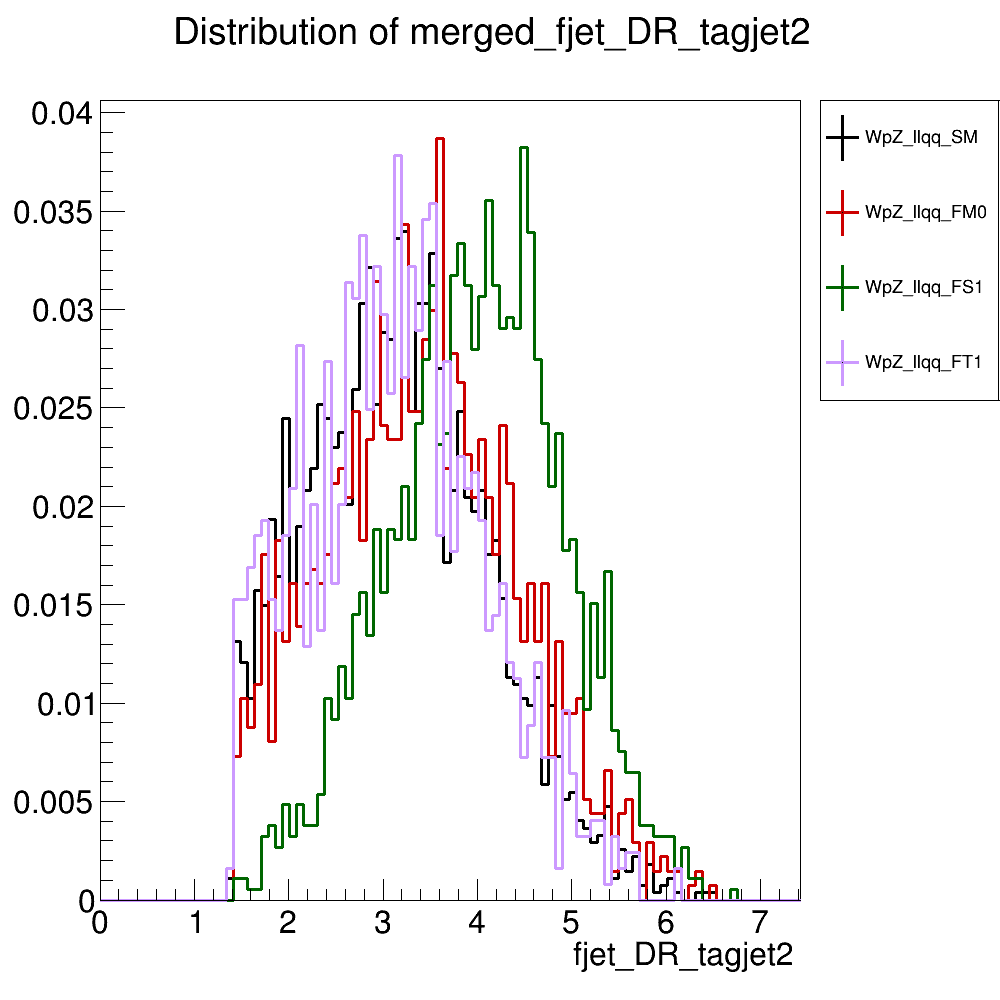 Distribution of merged_fjet_DR_tagjet2
0.04
0.035
0.03
0.025
0.02
0.015
0.01
0.005
0
0 1 2 3 4 5 6 7
fjet_DR_tagjet2
WpZ_llqq_SM
WpZ_llqq_FM0
WpZ_llqq_FS1
WpZ_llqq_FT1